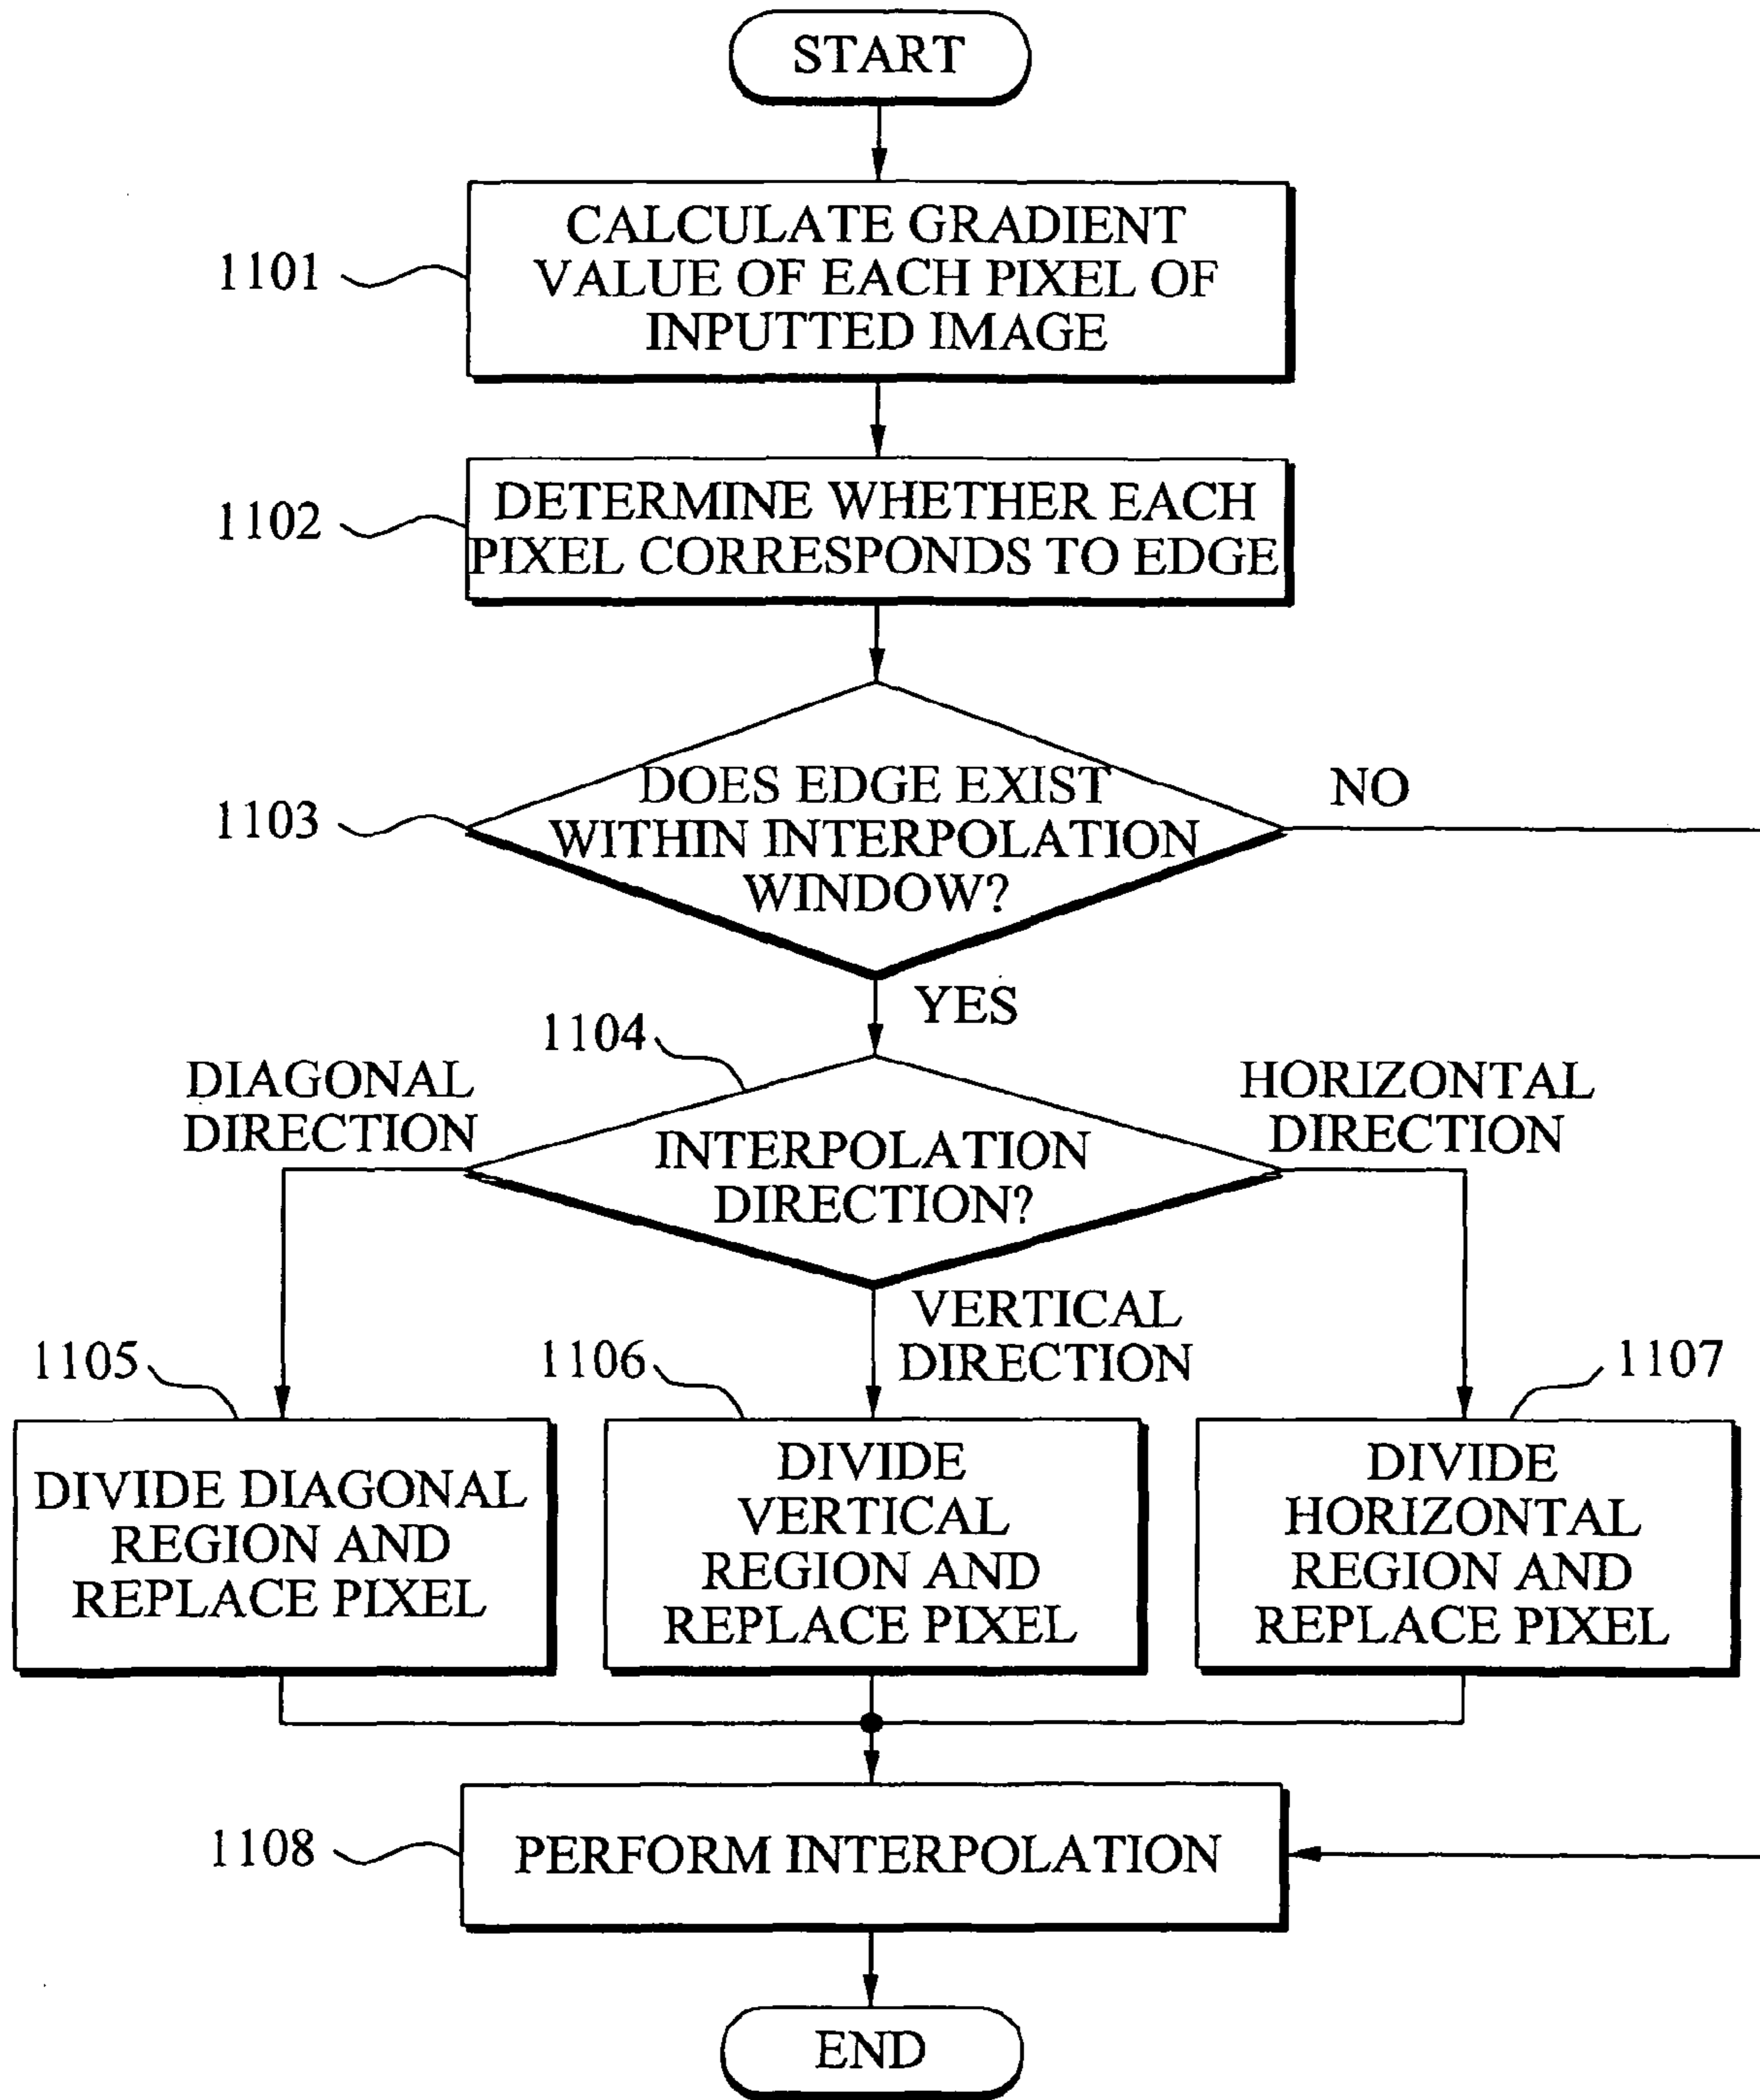 START
CALCULATE GRADIENT
VALUE OF EACH PIXEL OF
INPUTTED IMAGE
1101
DETERMINE WHETHER EACH
PIXEL CORRESPONDS TO EDGE
1102
DOES EDGE EXIST
WITHIN INTERPOLATION
WINDOW?
1103
NO
YES
1104
INTERPOLATION
DIRECTION?
DIAGONAL
DIRECTION
HORIZONTAL
DIRECTION
VERTICAL
DIRECTION
1105
DIVIDE DIAGONAL
REGION AND
REPLACE PIXEL
1106
DIVIDE
VERTICAL
REGION AND
REPLACE PIXEL
1107
DIVIDE
HORIZONTAL
REGION AND
REPLACE PIXEL
1108
PERFORM INTERPOLATION
END